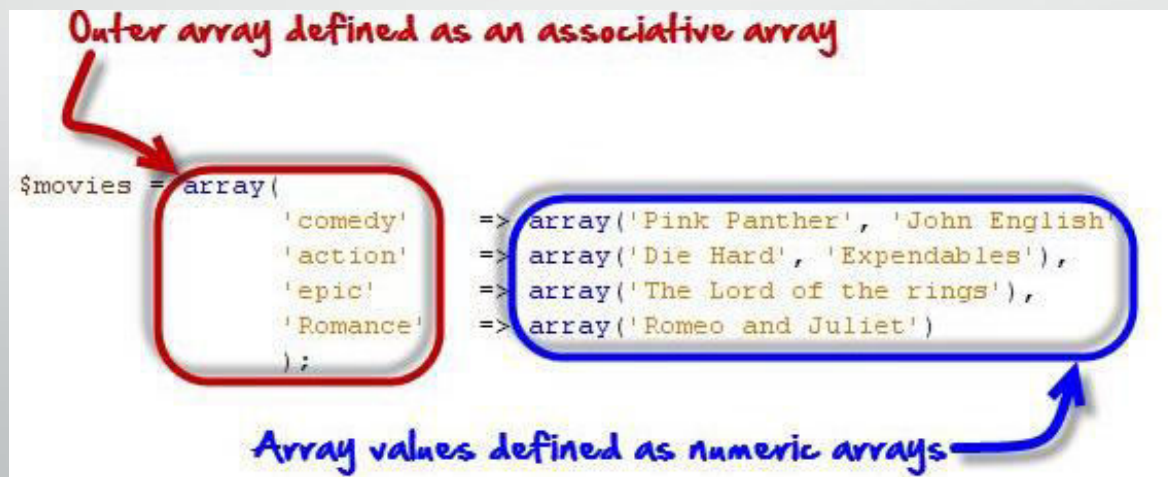 Outer array defined as an associative array
$movies = array(
'comedy' => array('Pink Panther', 'John English'
'action' => array('Die Hard', 'Expendables'),
'epic' => array('The Lord of the rings'),
'Romance' => array('Romeo and Juliet')
);
Array values defined as numeric arrays